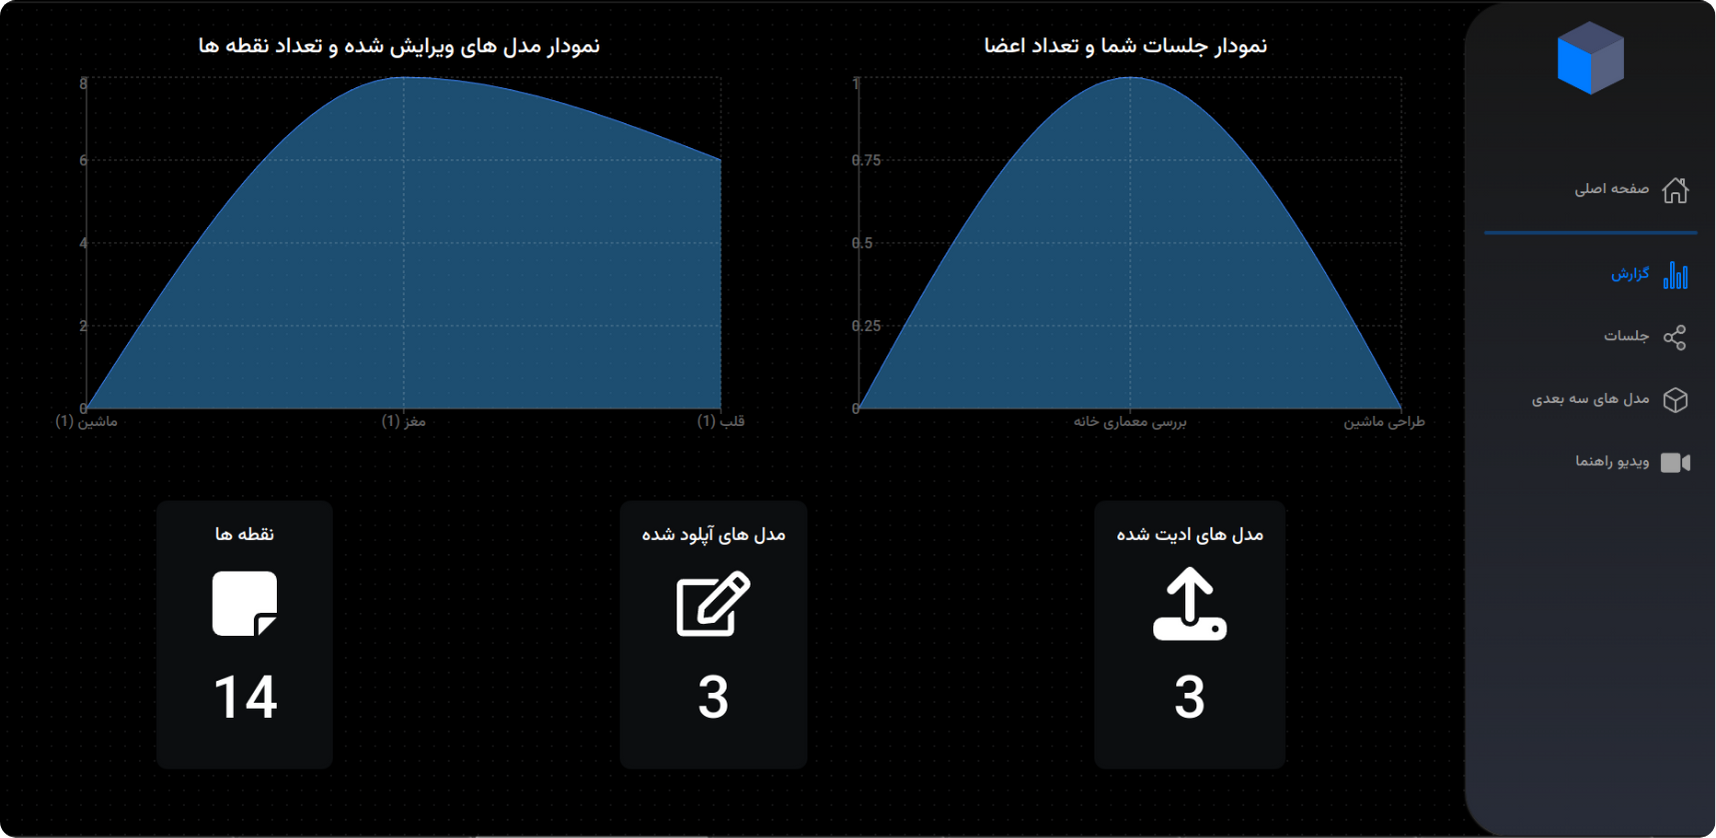 صفحه اصلی
گزارش
جلسات
مدل های سه بعدی
ویدیو راهنما
نمودار جلسات شما و تعداد اعضا
1
0.75
0.5
0.25
0
بررسی معماری خانه
طراحی ماشین
نمودار مدل های ویرایش شده و تعداد نقطه ها
8
6
4
2
0
ماشین (1)
مغز (1)
قلب (1)
مدل های ادیت شده
3
مدل های آپلود شده
3
نقطه ها
14